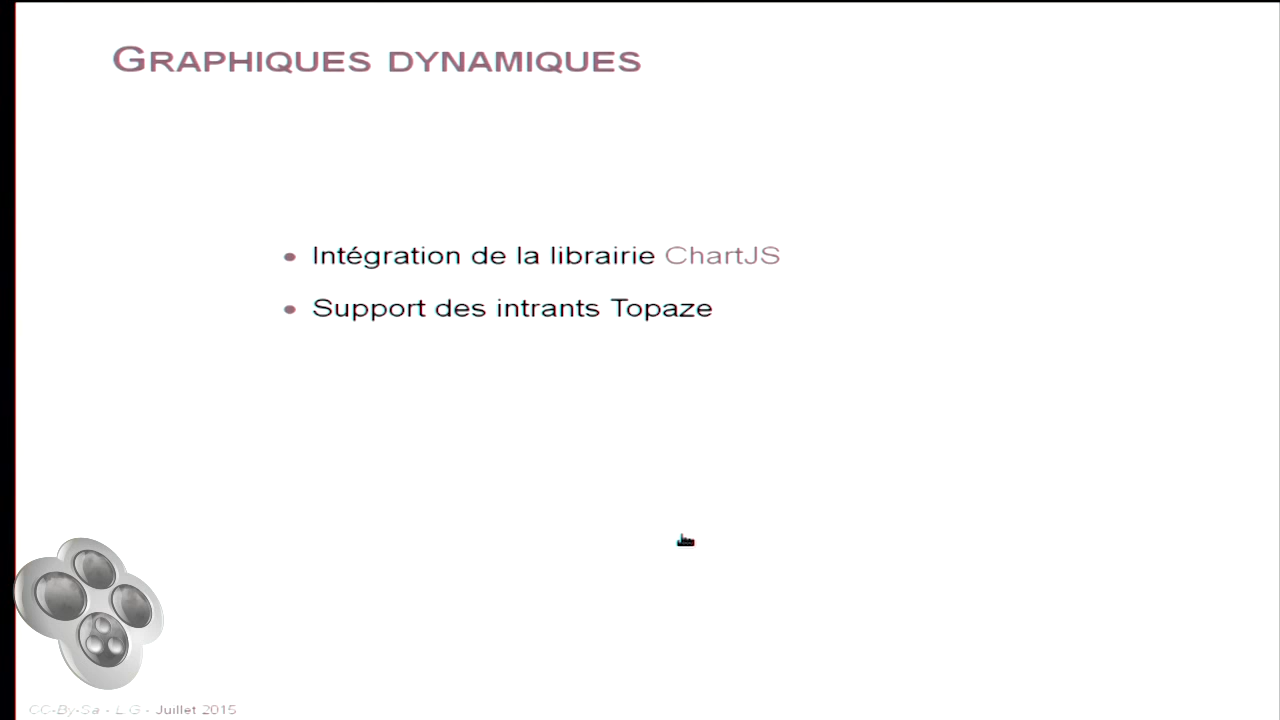 GRAPHIQUES DYNAMIQUES
Intégration de la librairie ChartJS
Support des intrants Topaze
CC-By-Sa - L.G - Juillet 2015